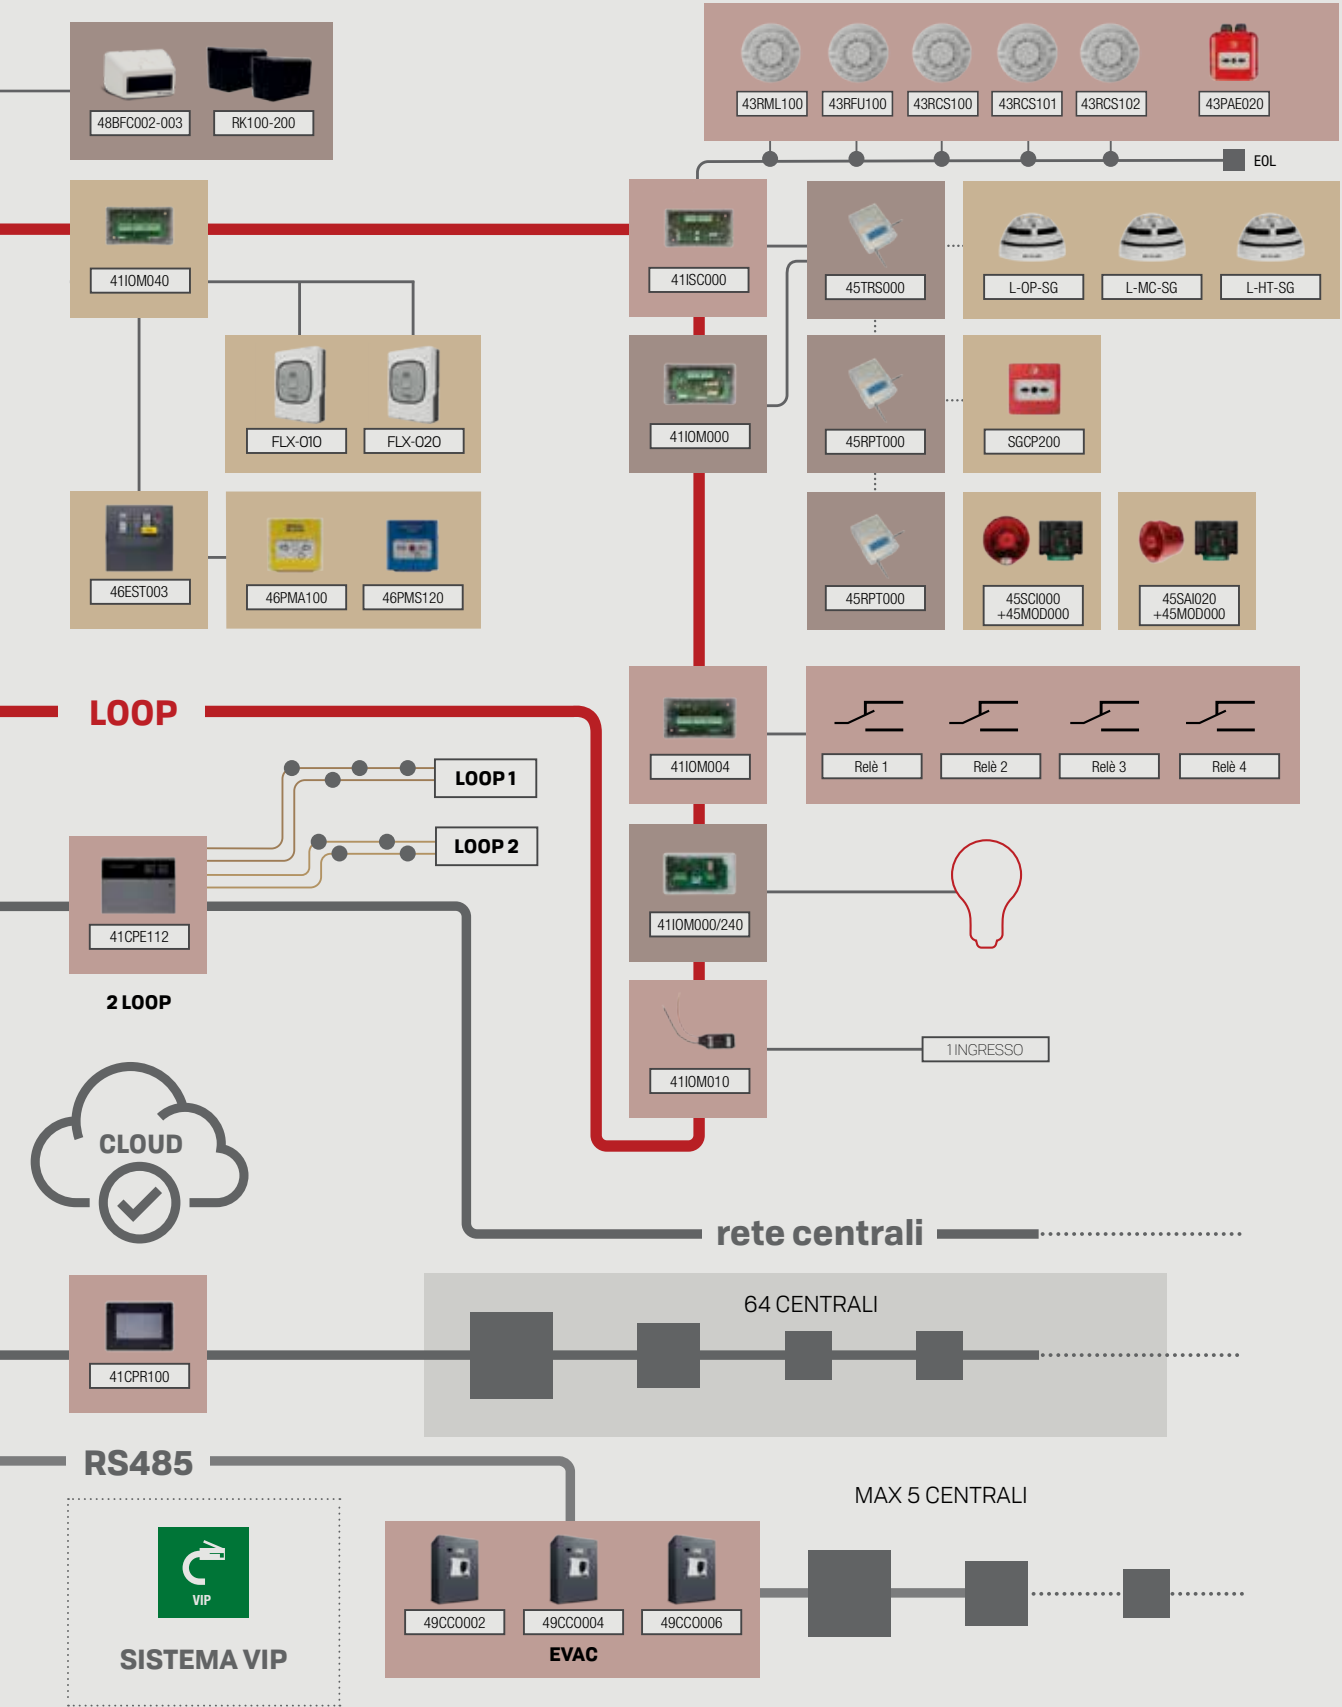 48BFC002-003
RK100-200
43RML100
43RFU100
43RCS100
43RCS101
43RCS102
43PAE020
EOL
41IOM040
41ISC000
45TRS000
L-OP-SG
L-MC-SG
L-HT-SG
FLX-010
FLX-020
41IOM000
45RPT000
SGCP200
46EST003
46PMA100
46PMS120
45RPT000
45SCI000
+45MOD000
45SAI020
+45MOD000
LOOP
41IOM004
Relè 1
Relè 2
Relè 3
Relè 4
LOOP 1
LOOP 2
41CPE112
2 LOOP
41IOM000/240
41IOM010
1 INGRESSO
CLOUD
rete centrali
64 CENTRALI
41CPR100
RS485
MAX 5 CENTRALI
VIP
SISTEMA VIP
49CCO002
49CCO004
49CCO006
EVAC